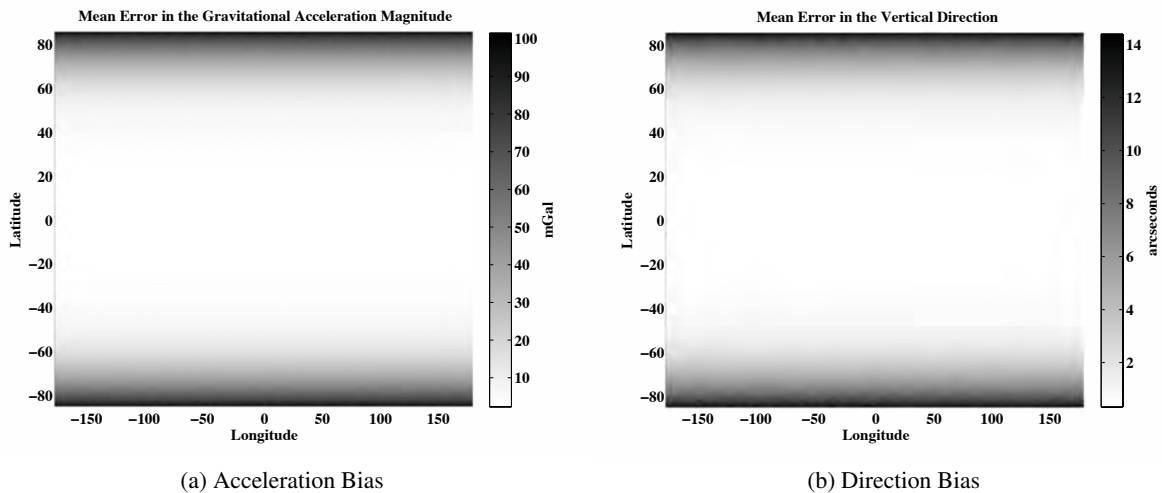 Mean Error in the Gravitational Acceleration Magnitude
80
60
40
20
0
−20
−40
−60
−80
Latitude
−150 −100 −50 0 50 100 150
Longitude
100
90
80
70
60
50
40
30
20
10
mGal
(a) Acceleration Bias
Mean Error in the Vertical Direction
80
60
40
20
0
−20
−40
−60
−80
Latitude
−150 −100 −50 0 50 100 150
Longitude
14
12
10
8
6
4
2
arcseconds
(b) Direction Bias